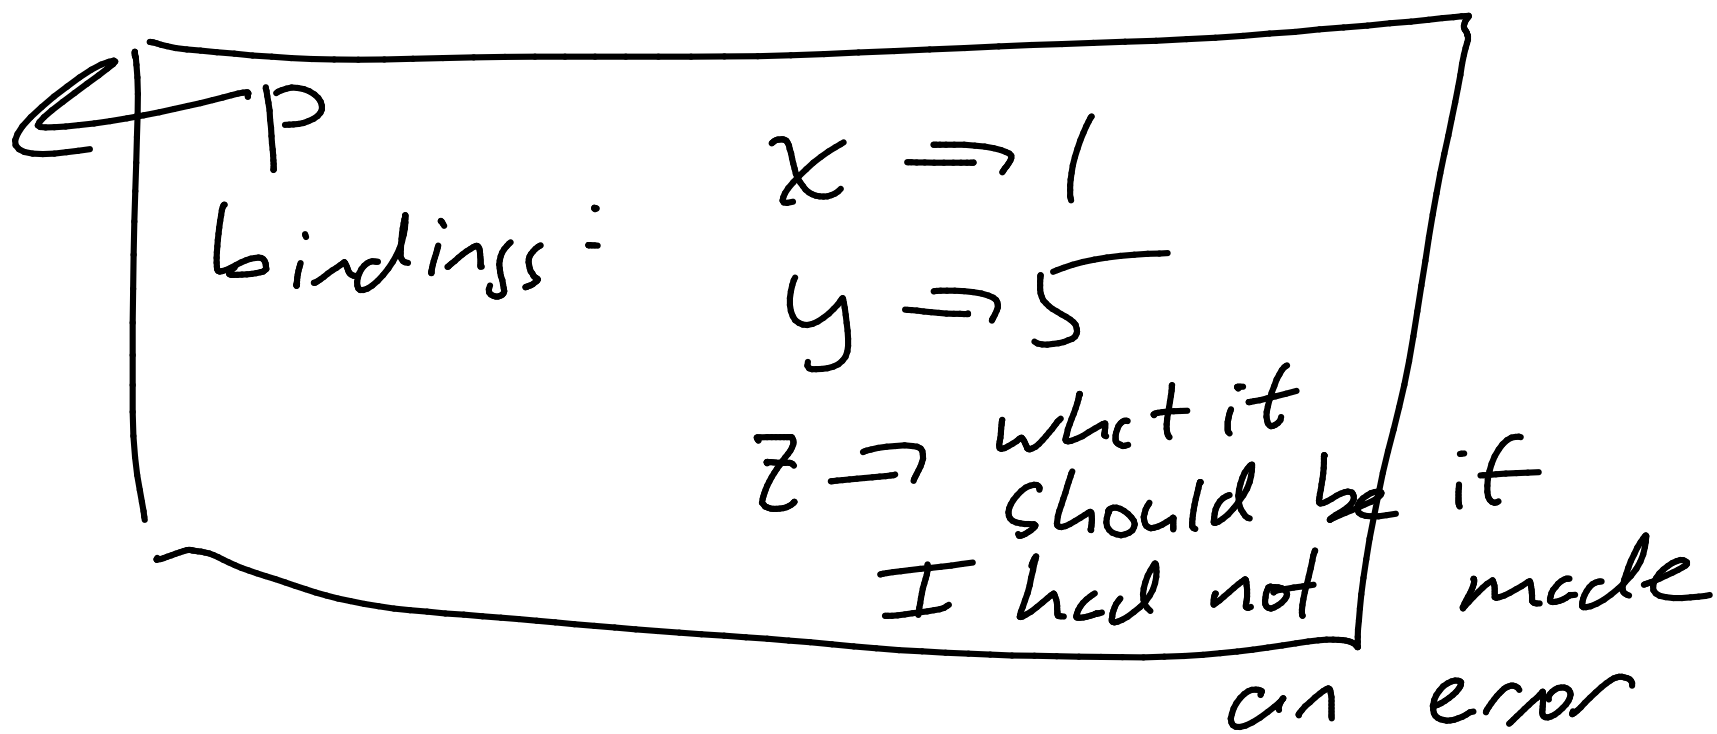 P
bindings:
x ⇒ 1
y ⇒ 5
z ⇒ what it
should be if
I had not made
an error